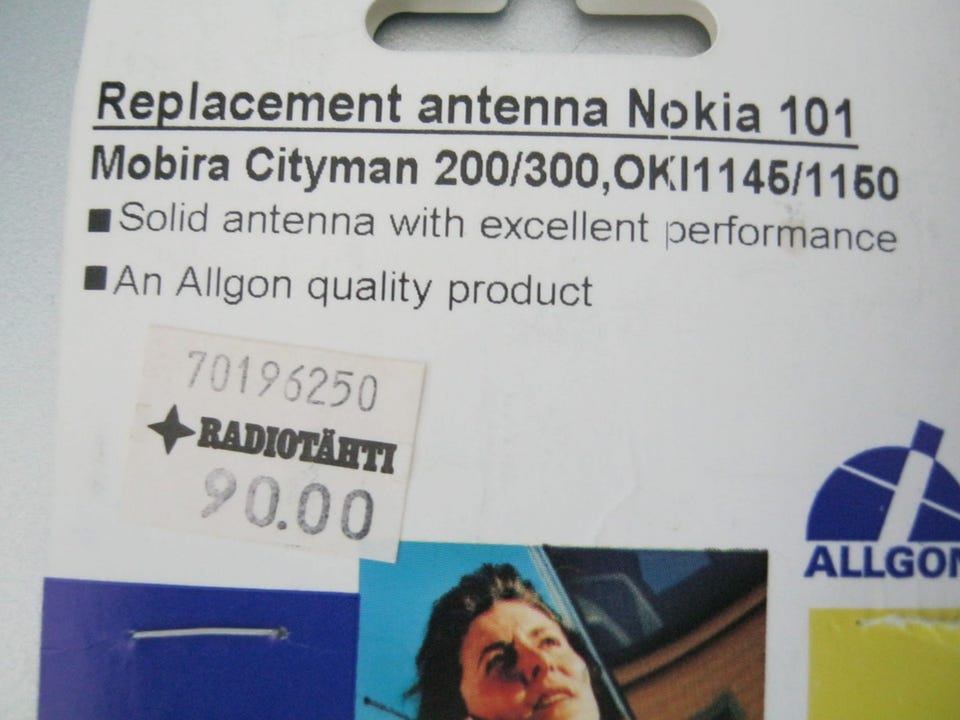 Replacement antenna Nokia 101
Mobira Cityman 200/300,OKI1145/1150
■ Solid antenna with excellent performance
■ An Allgon quality product
70196250
RADIOTÄHTI
90.00
ALLGON